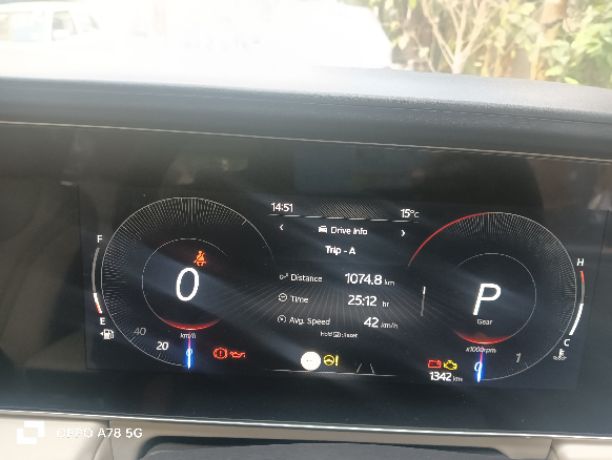 14:51 15°C
Drive Info
Trip - A
F
H
0
P
Distance 1074.8 km
Time 25:12 hr
Gear
Avg. Speed 42 km/h
E
C
40
km/h
x1000rpm
20
0
0
1
1342 km
OPPO A78 5G